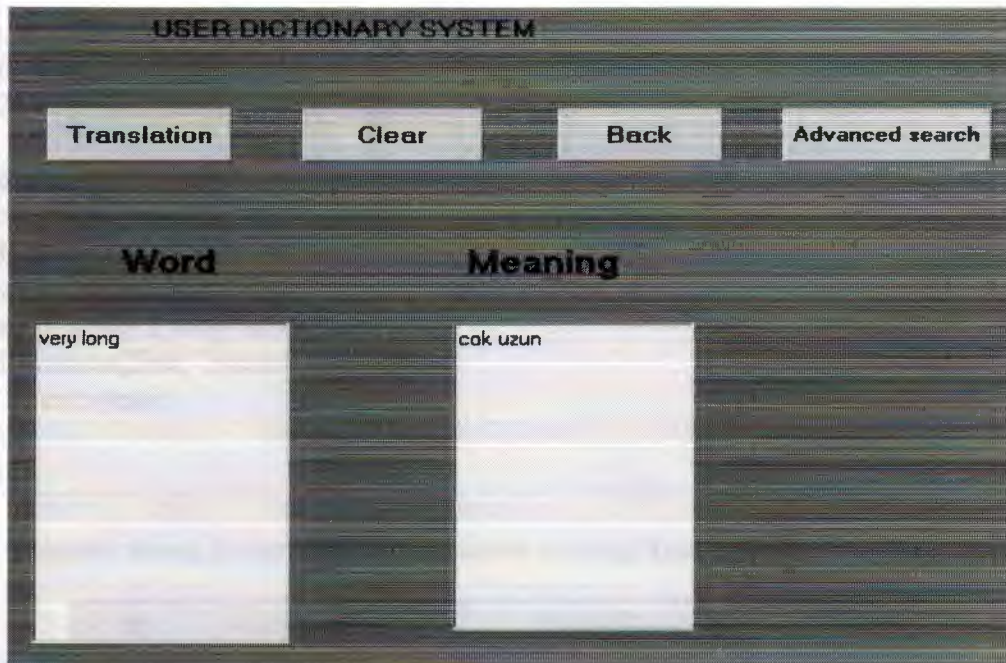 USER DICTIONARY SYSTEM
Translation Clear Back Advanced search
Word Meaning
very long cok uzun